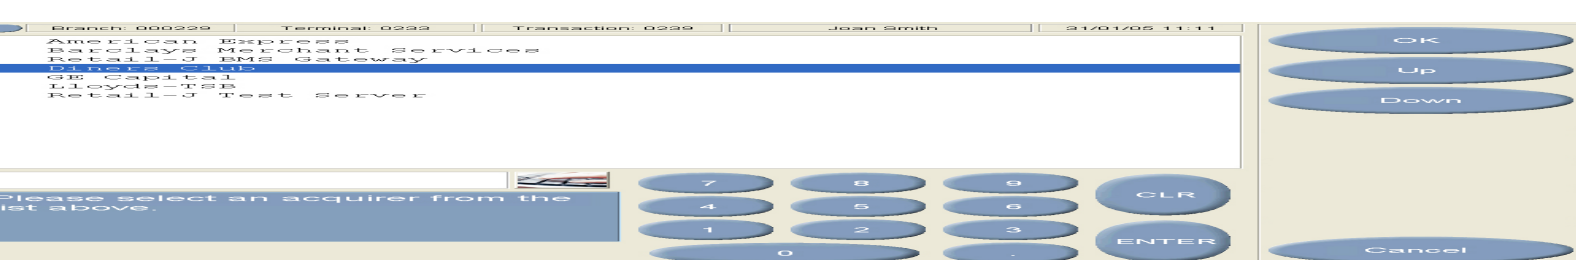 Branch: 000229 Terminal: 0233 Transaction: 0239 Joan Smith 31/01/05 11:11
American Express
Barclays Merchant Services
Retail-J BMS Gateway
Diners Club
GE Capital
Lloyds-TSB
Retail-J Test Server
OK
Up
Down
Please select an acquirer from the
ist above.
7 8 9 CLR
4 5 6
1 2 3 ENTER
0 .
Cancel